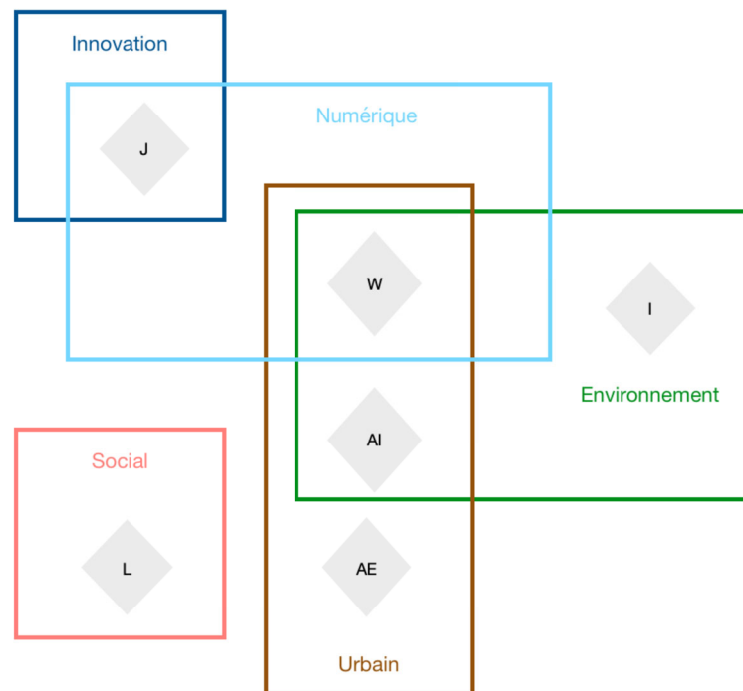 Innovation
Numérique
J
W
I
Environnement
AI
Social
L
AE
Urbain